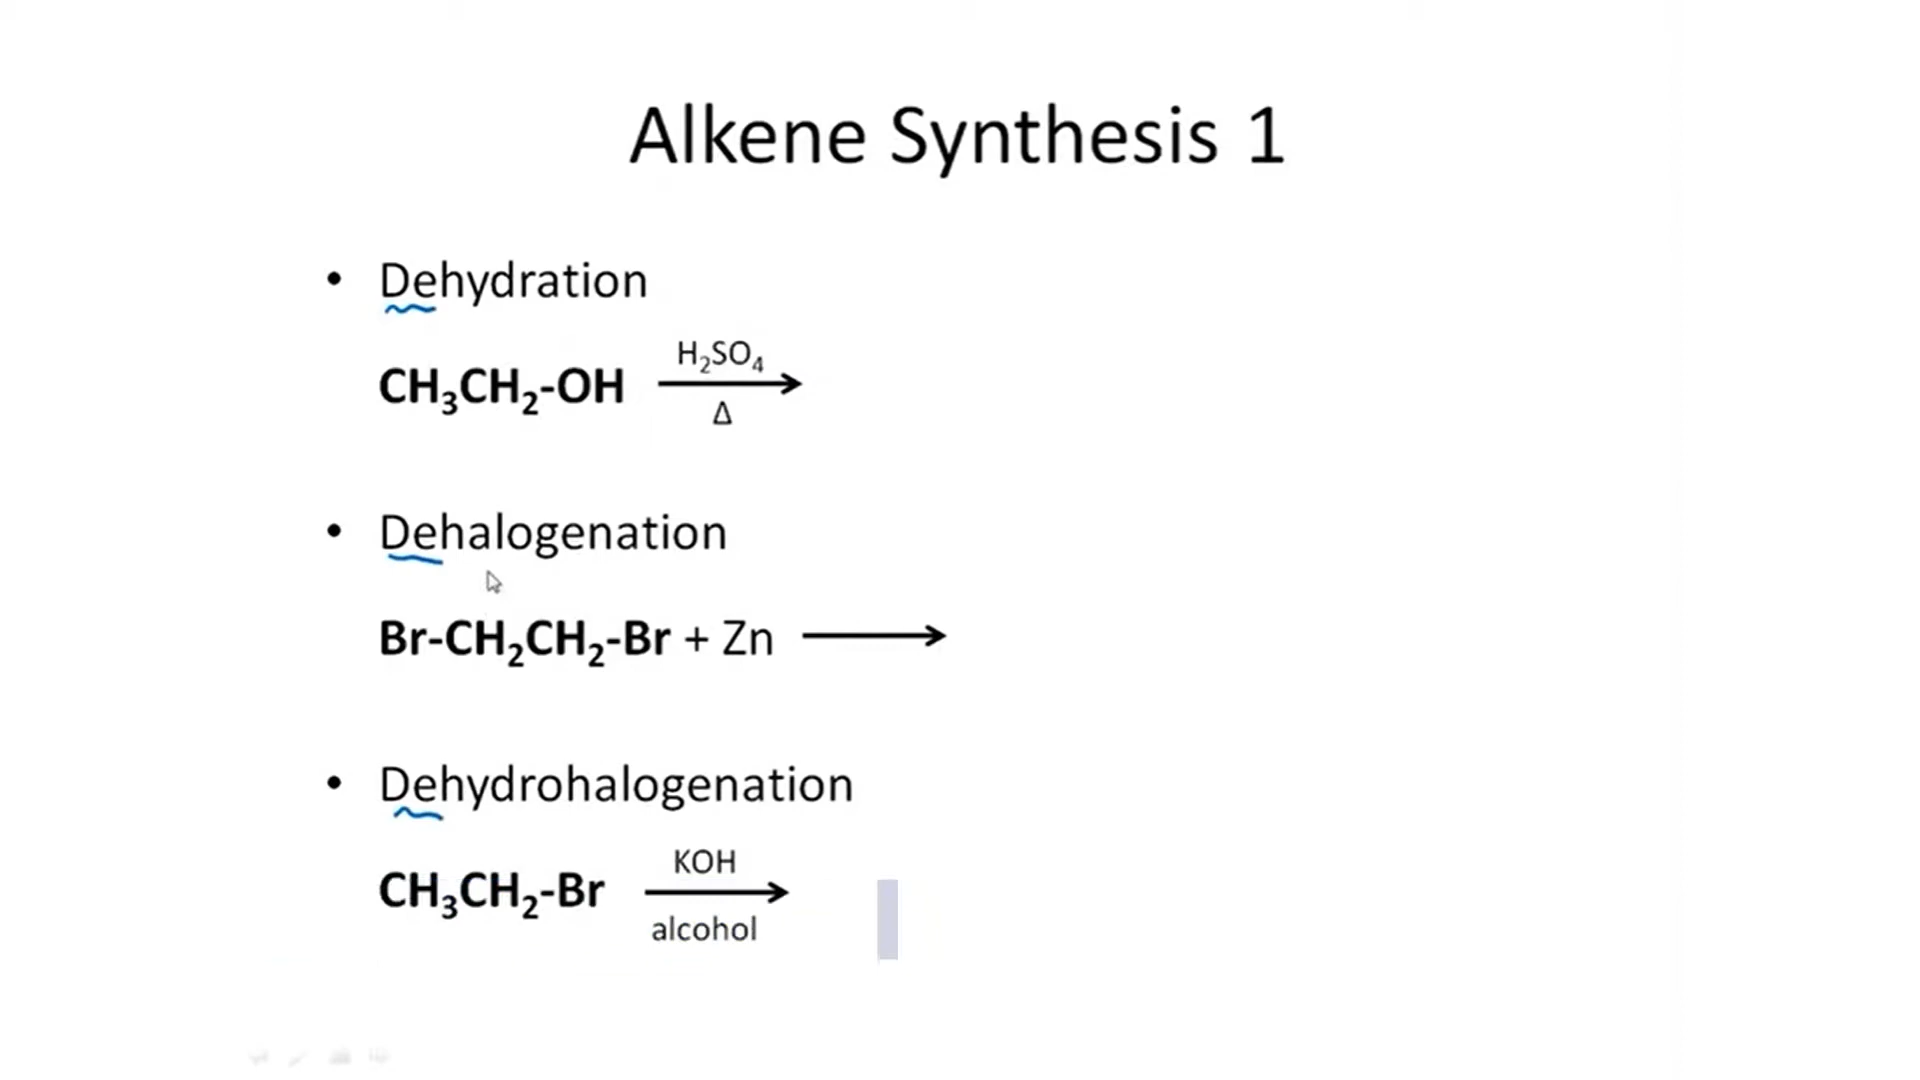 Alkene Synthesis 1
• Dehydration
CH₃CH₂-OH
H₂SO₄
Δ
• Dehalogenation
Br-CH₂CH₂-Br + Zn
• Dehydrohalogenation
CH₃CH₂-Br
KOH
alcohol